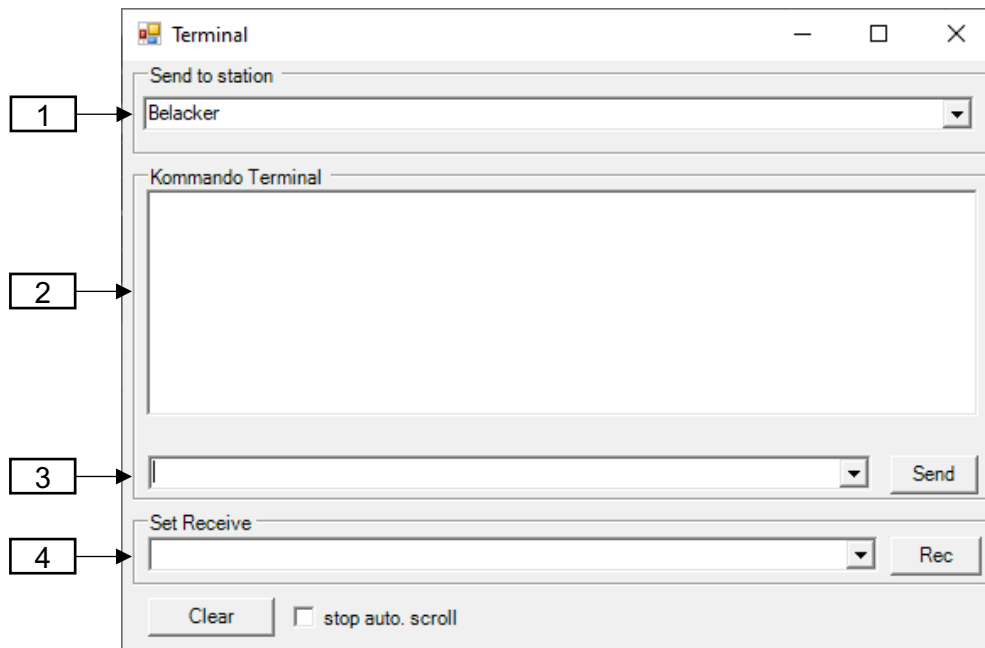 Terminal
Send to station
1
Belacker
Kommando Terminal
2
3
Send
Set Receive
4
Rec
Clear
stop auto. scroll